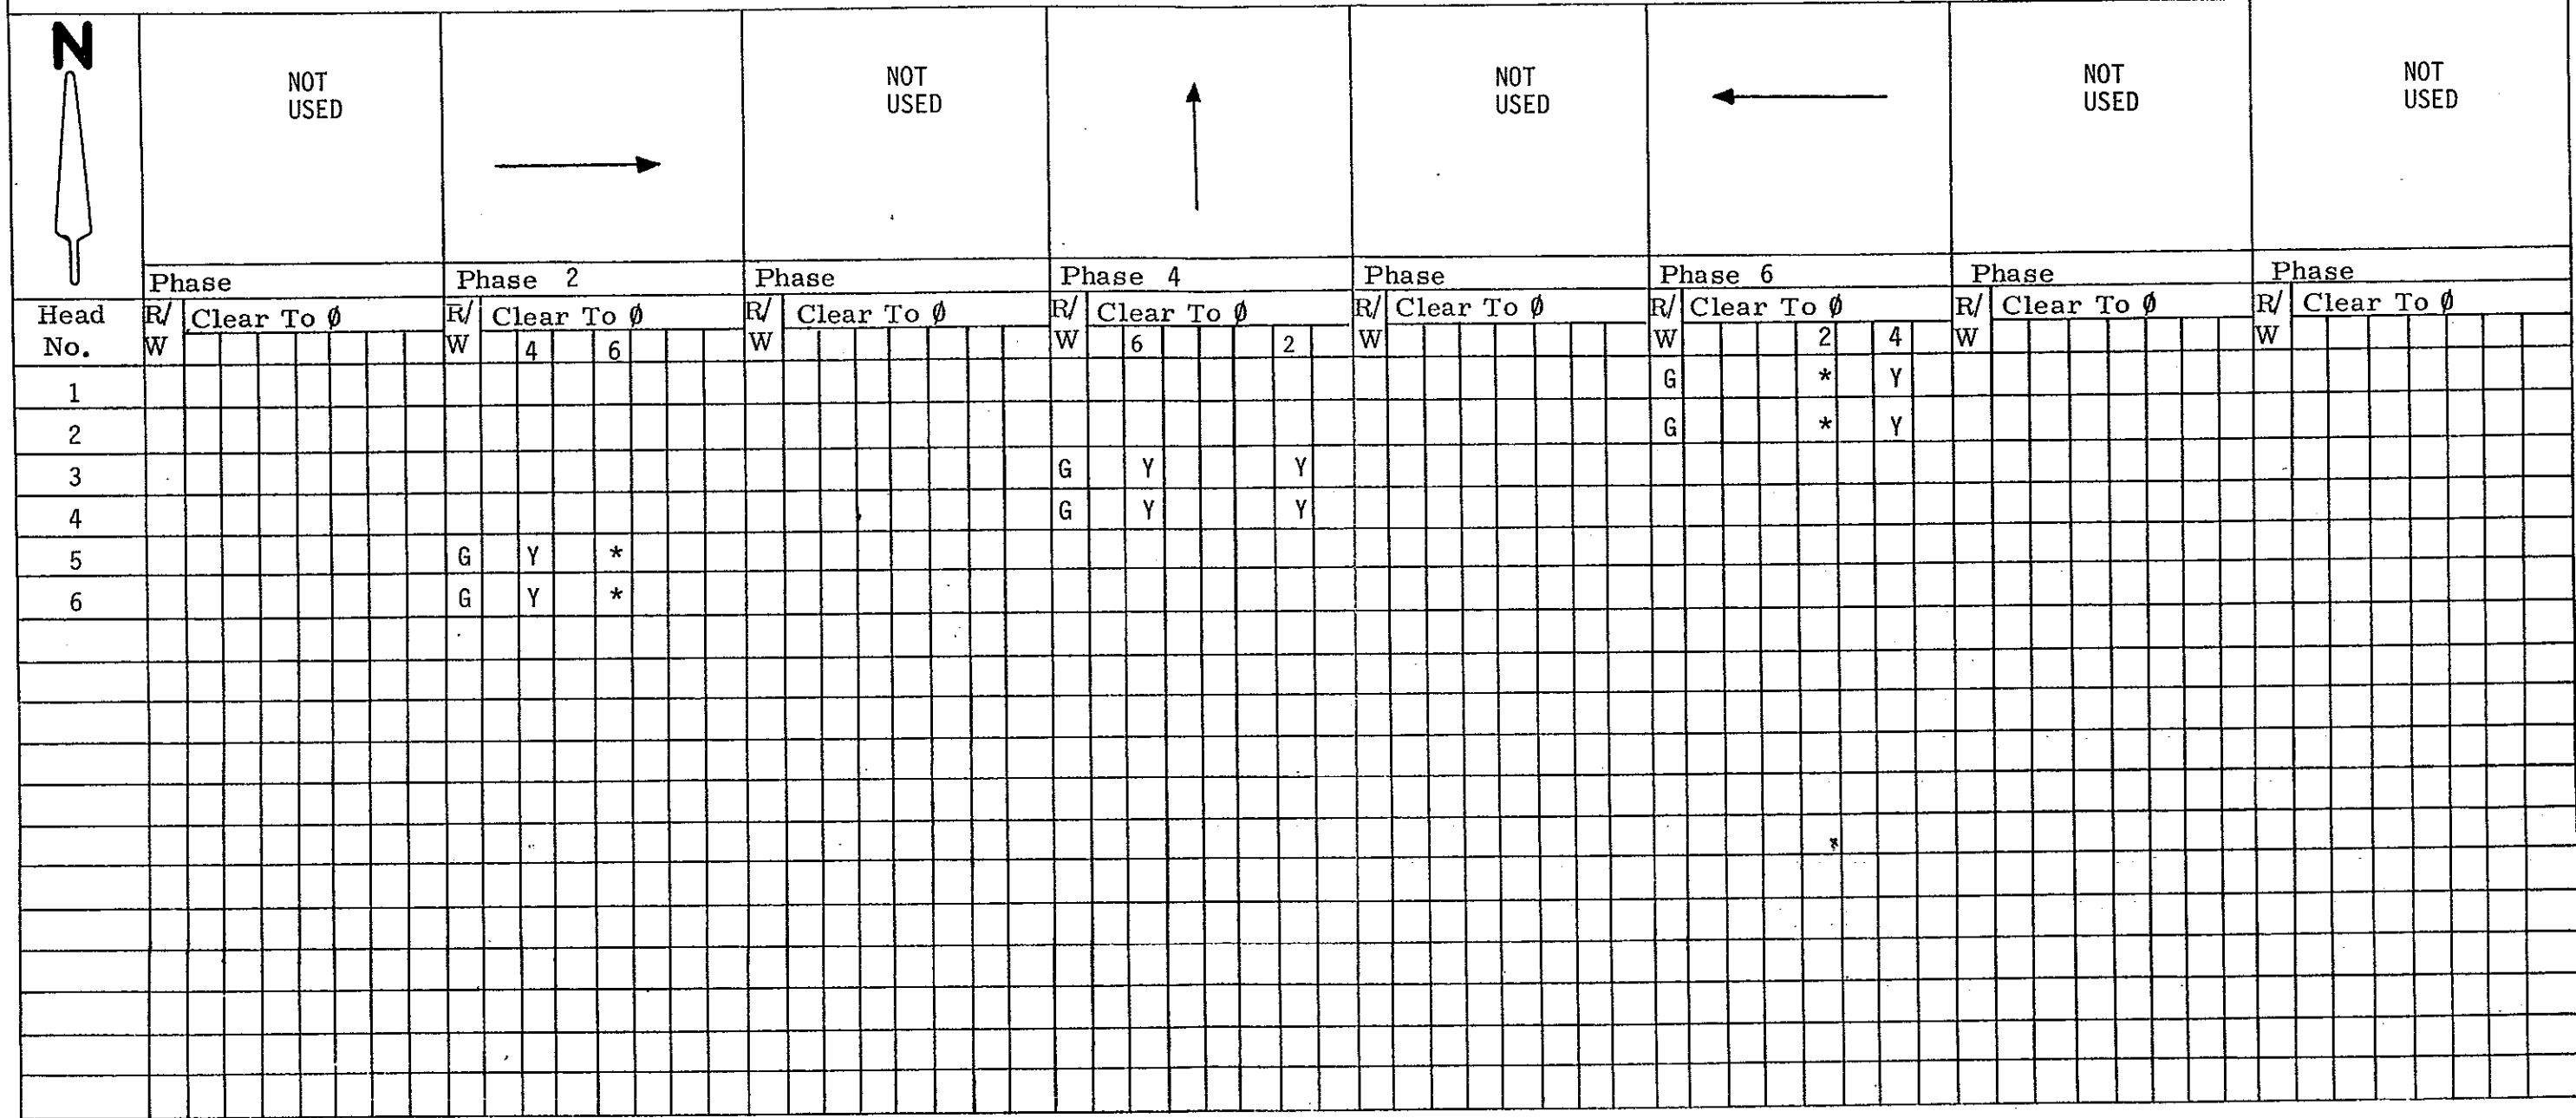 N
NOT USED NOT USED NOT USED NOT USED NOT USED
Phase Phase 2 Phase Phase 4 Phase Phase 6 Phase Phase
Head No. R/W Clear To Ø R/W Clear To Ø R/W Clear To Ø R/W Clear To Ø R/W Clear To Ø R/W Clear To Ø R/W Clear To Ø R/W Clear To Ø
4 6 6 2 2 4
1 G * Y
2 G * Y
3 G Y Y
4 G Y Y
5 G Y *
6 G Y *
*